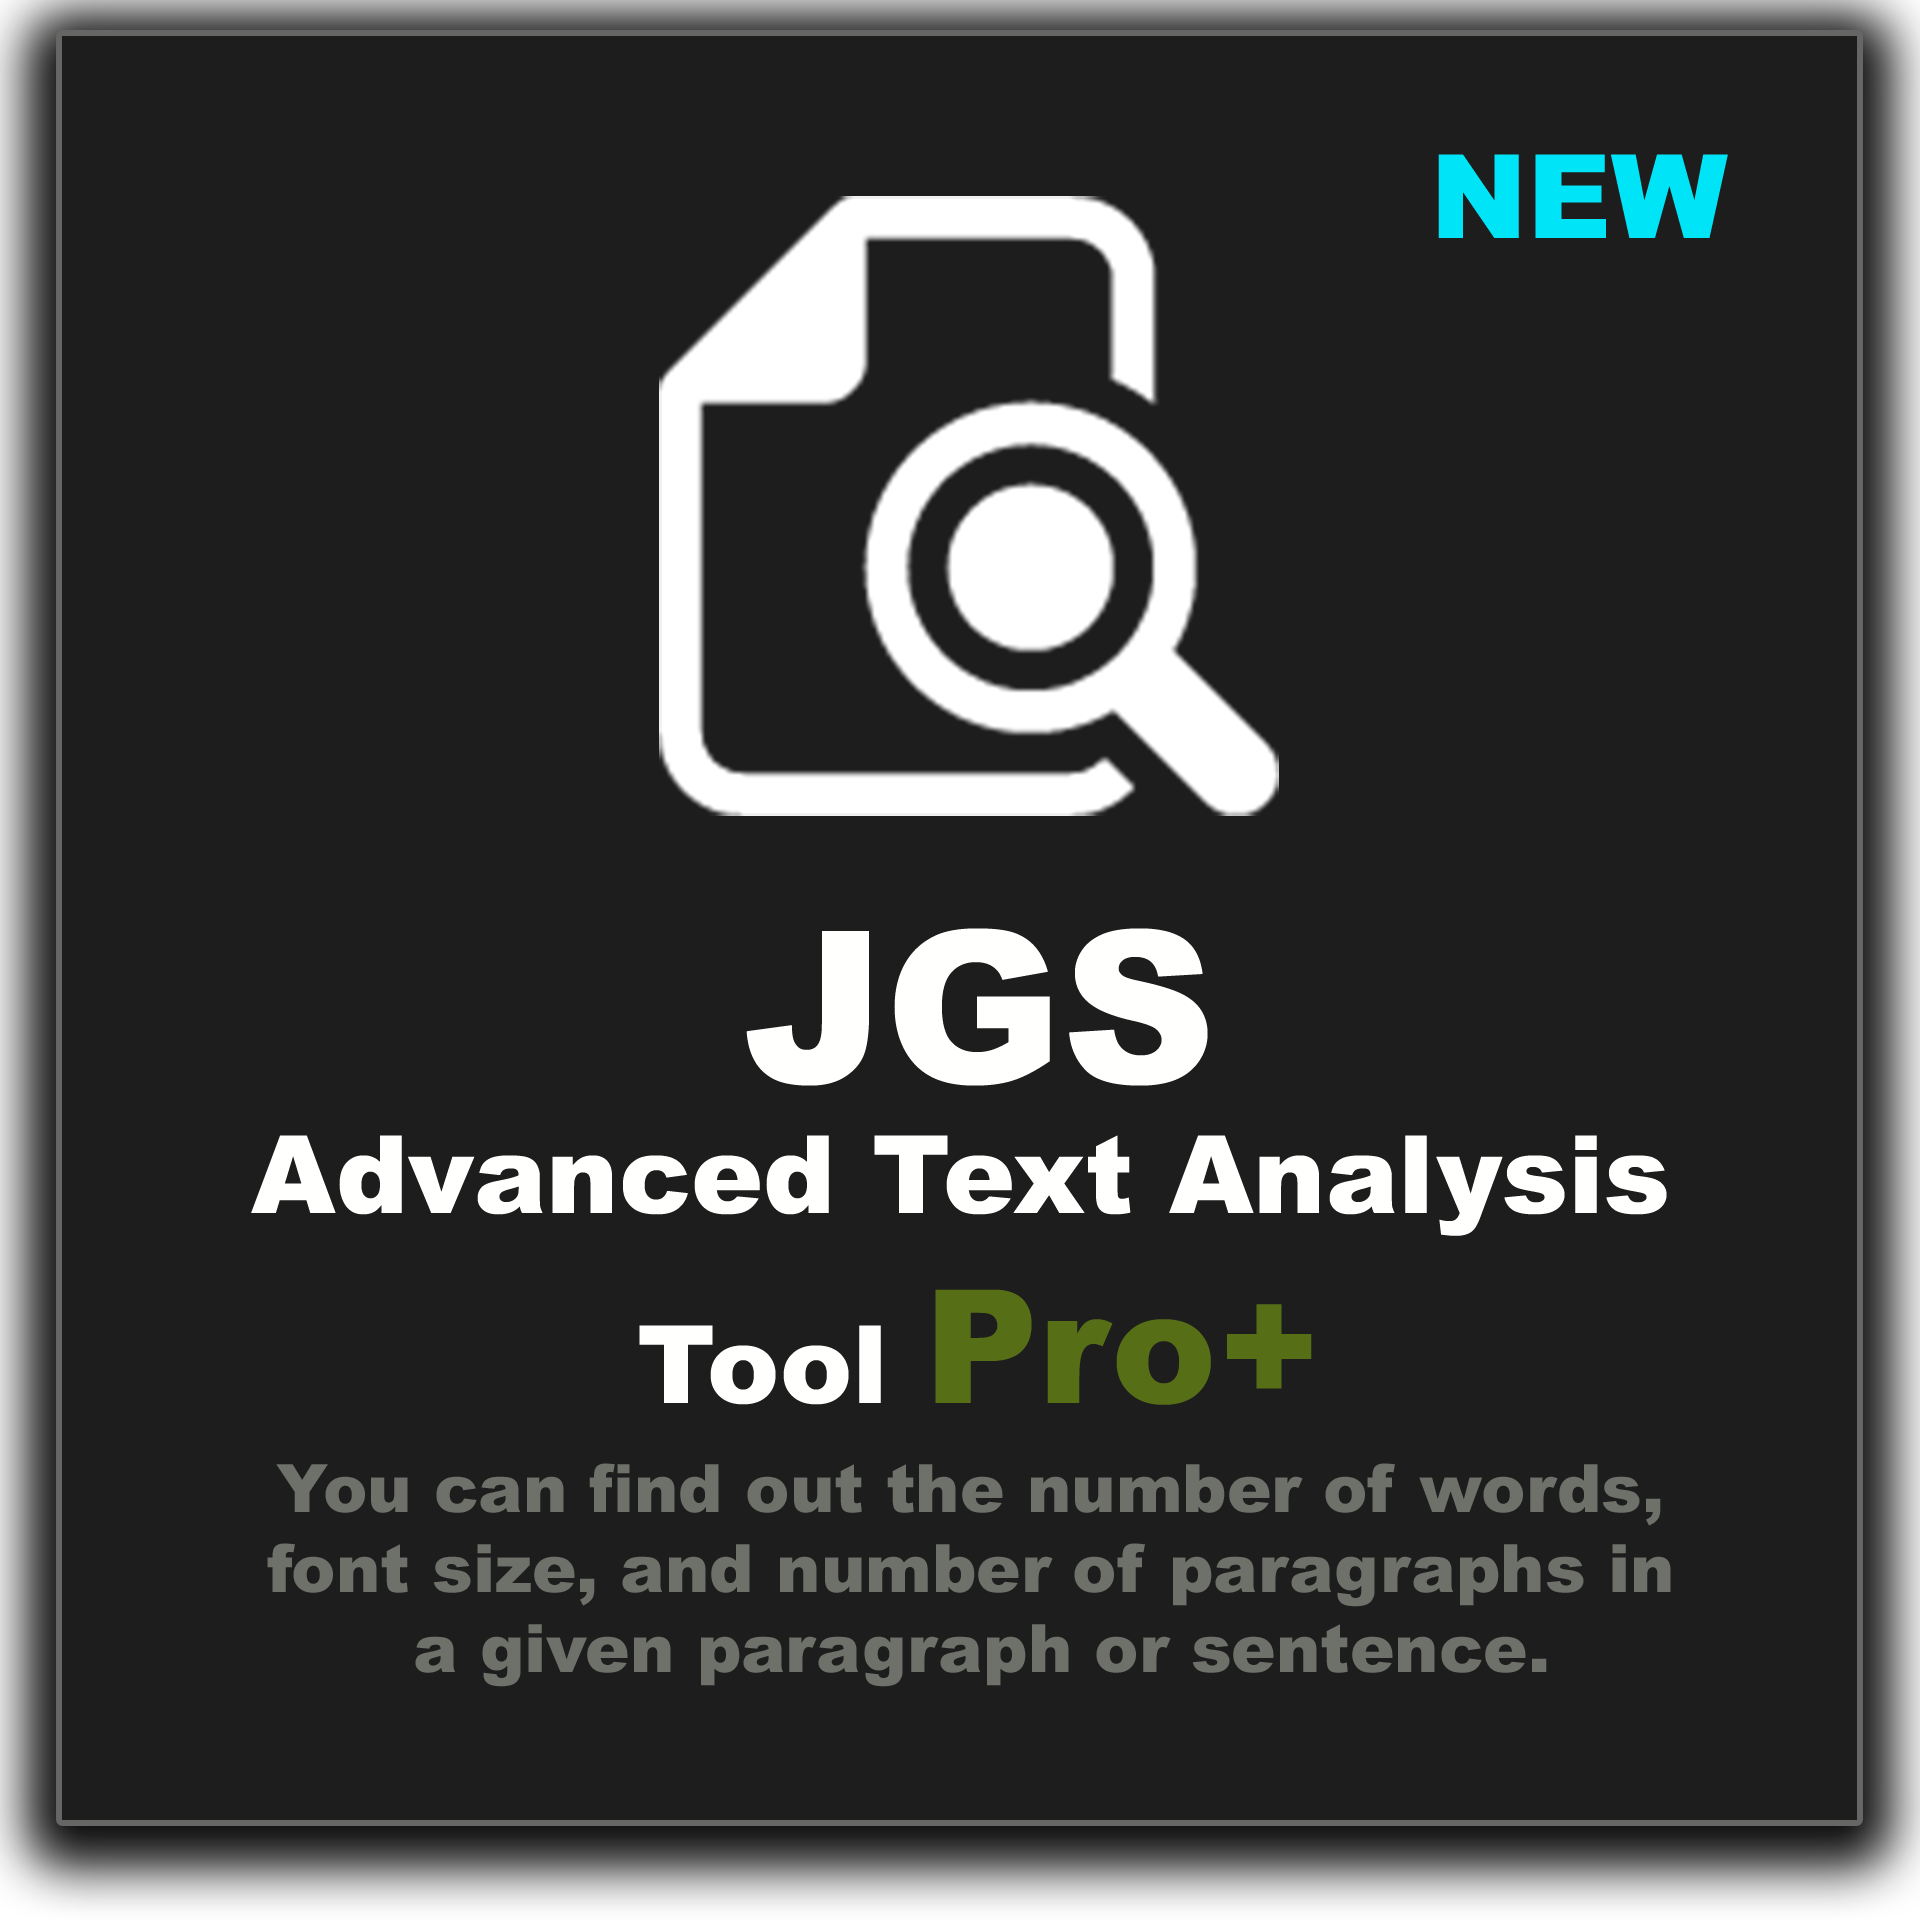 NEW
JGS
Advanced Text Analysis
Tool Pro+
You can find out the number of words,
font size, and number of paragraphs in
a given paragraph or sentence.